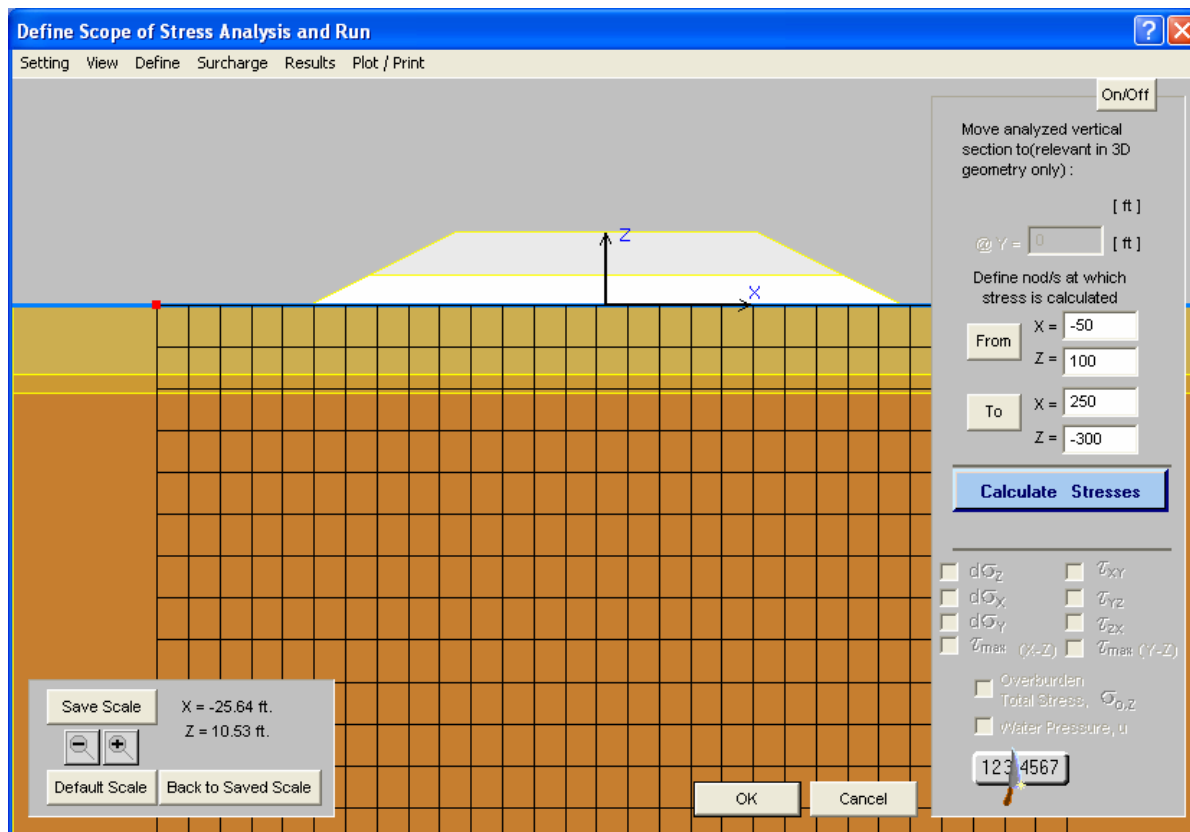 Define Scope of Stress Analysis and Run
Setting View Define Surcharge Results Plot / Print
On/Off
Move analyzed vertical
section to(relevant in 3D
geometry only) :
[ ft ]
@ Y = 0 [ ft ]
Define nod/s at which
stress is calculated
From
X = -50
Z = 100
To
X = 250
Z = -300
Calculate Stresses
dσZ τXY
dσX τYZ
dσY τZX
τmax (X-Z) τmax (Y-Z)
Overburden
Total Stress, σ0,Z
Water Pressure, u
1234567
Z
X
Save Scale
X = -25.64 ft.
Z = 10.53 ft.
Default Scale
Back to Saved Scale
OK
Cancel